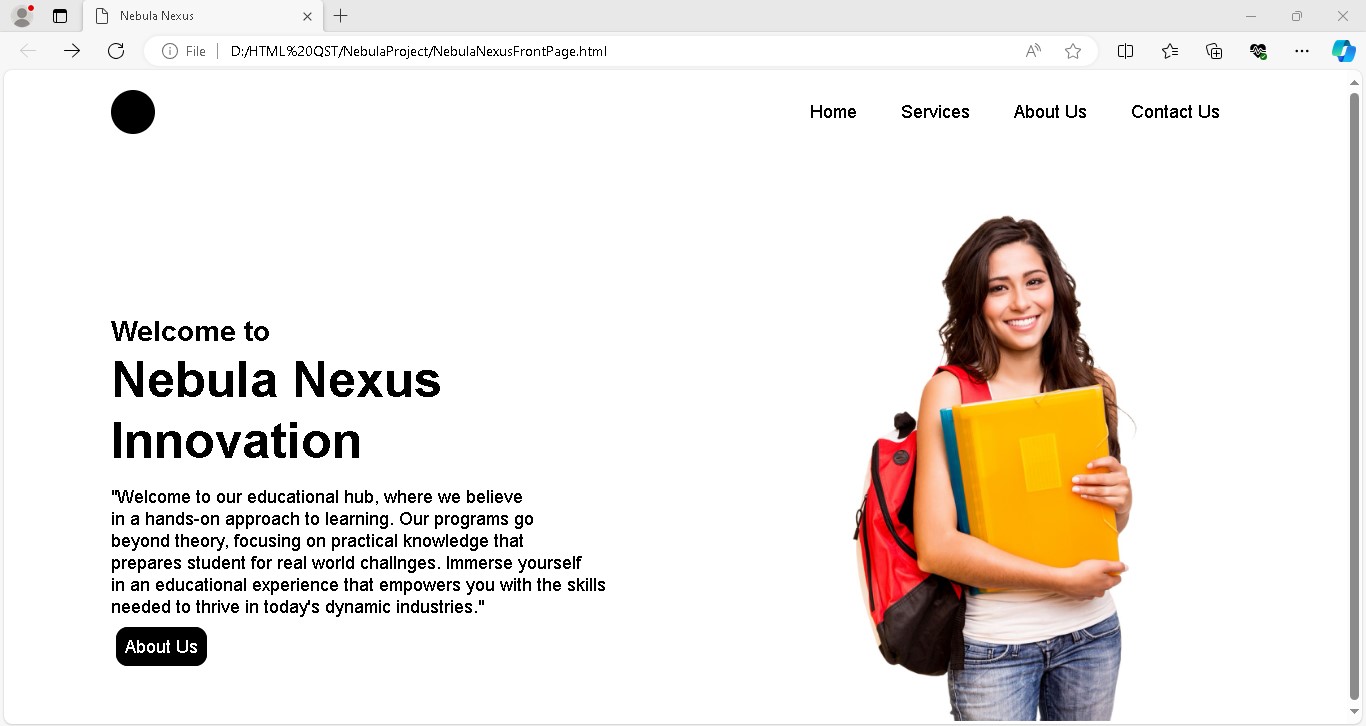 Nebula Nexus
File
D:/HTML%20QST/NebulaProject/NebulaNexusFrontPage.html
Home Services About Us Contact Us
Welcome to
Nebula Nexus
Innovation
"Welcome to our educational hub, where we believe
in a hands-on approach to learning. Our programs go
beyond theory, focusing on practical knowledge that
prepares student for real world challnges. Immerse yourself
in an educational experience that empowers you with the skills
needed to thrive in today's dynamic industries."
About Us